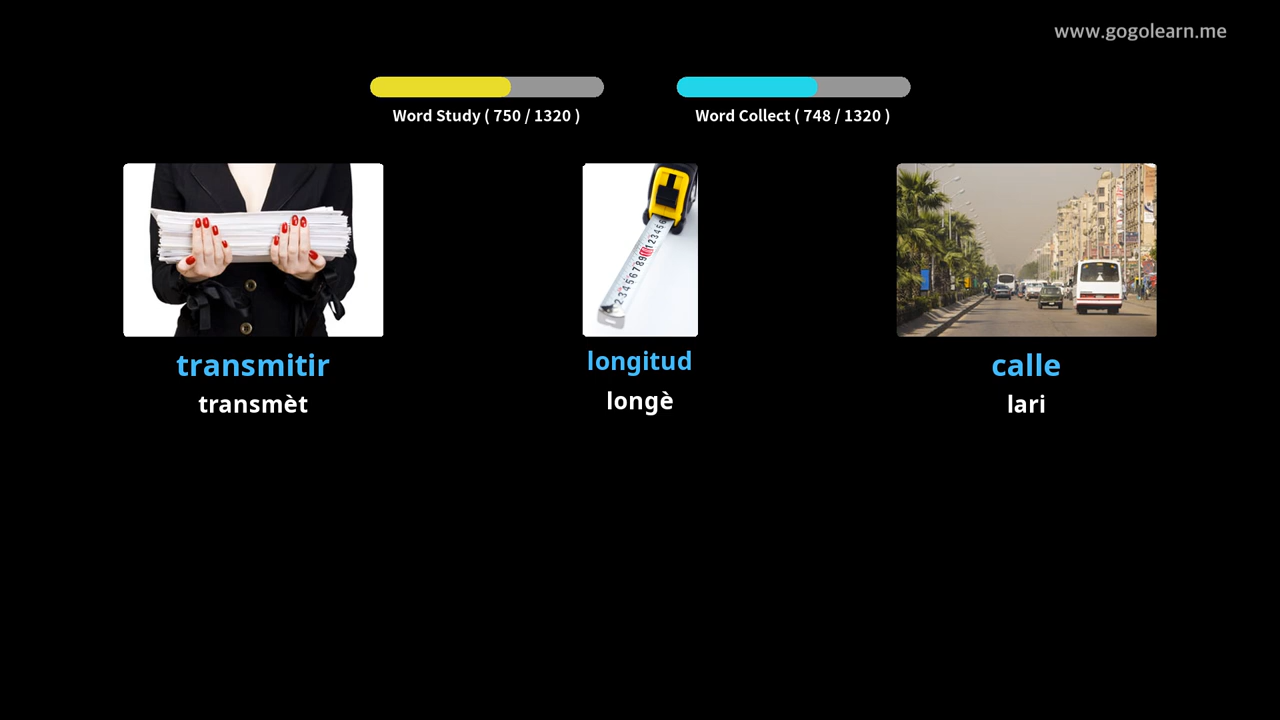 www.gogolearn.me
Word Study ( 750 / 1320 )
Word Collect ( 748 / 1320 )
transmitir
transmèt
longitud
longè
calle
lari